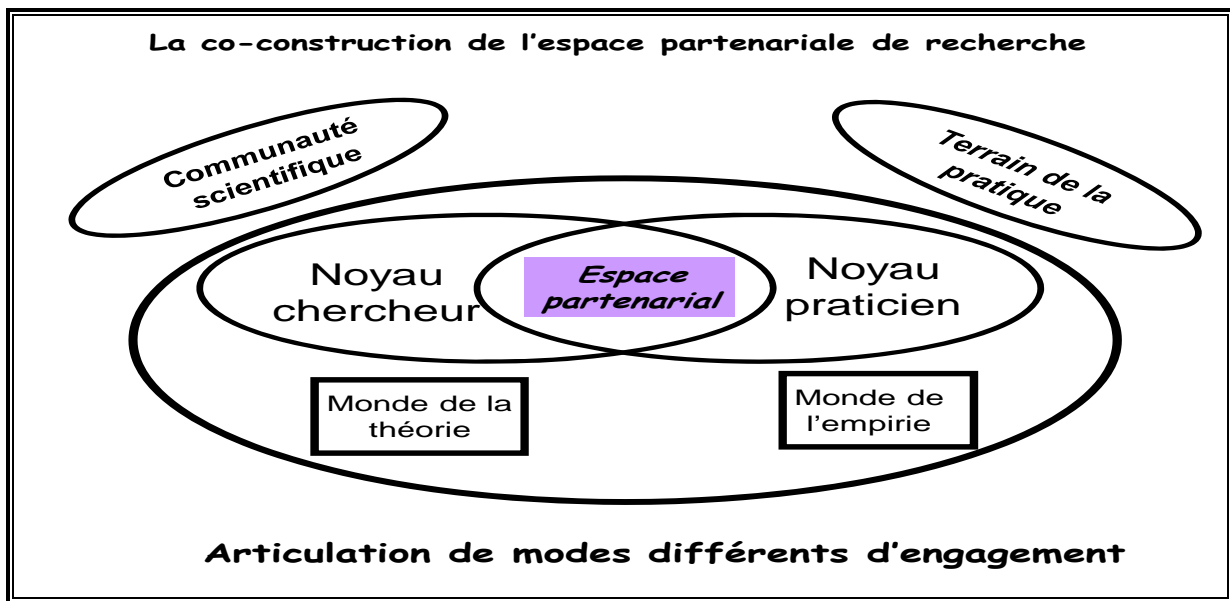 La co-construction de l'espace partenariale de recherche
Communauté
scientifique
Terrain de la
pratique
Noyau
chercheur
Espace
partenarial
Noyau
praticien
Monde de la
théorie
Monde de
l'empirie
Articulation de modes différents d'engagement